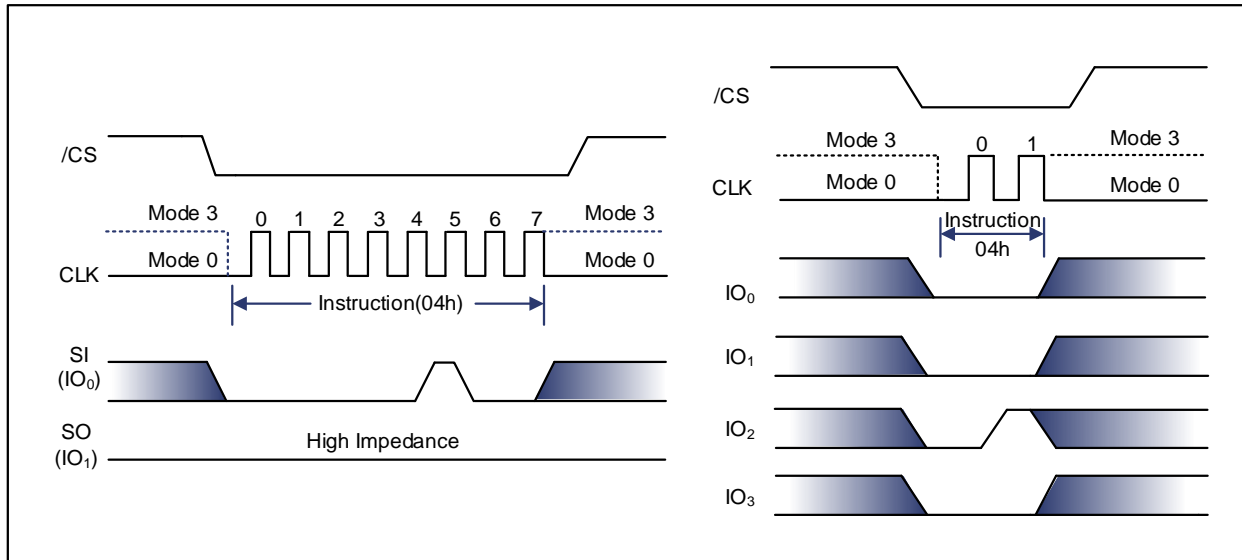 /CS
Mode 3
0 1 2 3 4 5 6 7
Mode 3
Mode 0
Mode 0
CLK
Instruction(04h)
SI
(IO₀)
SO
(IO₁)
High Impedance
/CS
Mode 3
0 1
Mode 3
CLK
Mode 0
Mode 0
Instruction
04h
IO₀
IO₁
IO₂
IO₃